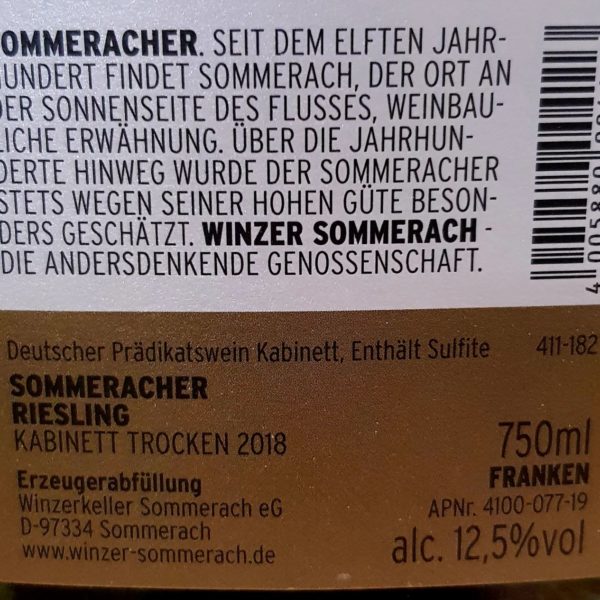 OMMERACHER. SEIT DEM ELFTEN JAHR-
HUNDERT FINDET SOMMERACH, DER ORT AN
DER SONNENSEITE DES FLUSSES, WEINBAU-
LICHE ERWÄHNUNG. ÜBER DIE JAHRHUN-
DERTE HINWEG WURDE DER SOMMERACHER
STETS WEGEN SEINER HOHEN GÜTE BESON-
DERS GESCHÄTZT. WINZER SOMMERACH -
DIE ANDERSDENKENDE GENOSSENSCHAFT.
Deutscher Prädikatswein Kabinett, Enthält Sulfite 411-182
SOMMERACHER
RIESLING
KABINETT TROCKEN 2018
Erzeugerabfüllung
Winzerkeller Sommerach eG
D-97334 Sommerach
www.winzer-sommerach.de
750ml
FRANKEN
APNr. 4100-077-19
alc. 12,5%vol